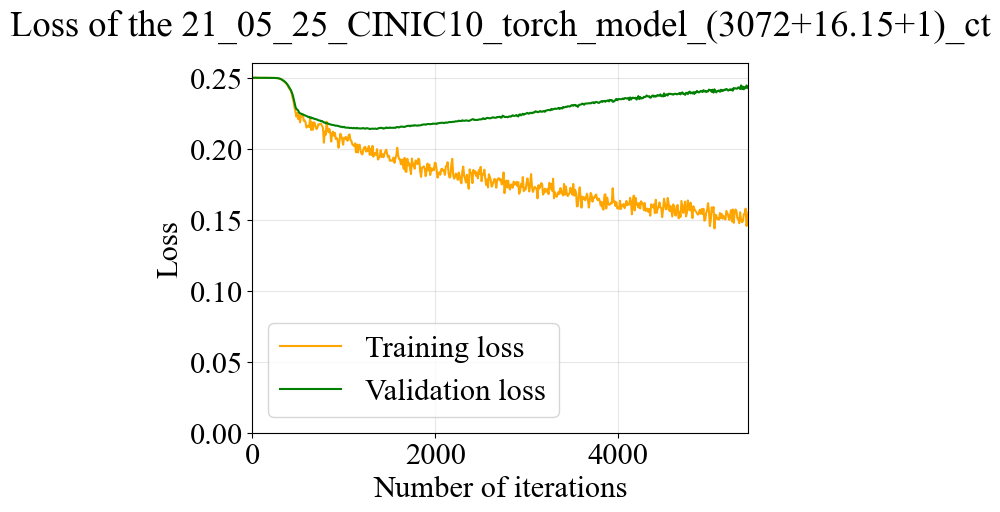 Loss of the 21_05_25_CINIC10_torch_model_(3072+16.15+1)_ct
0.25
0.20
0.15
0.10
0.05
0.00
Loss
Training loss
Validation loss
0 2000 4000
Number of iterations